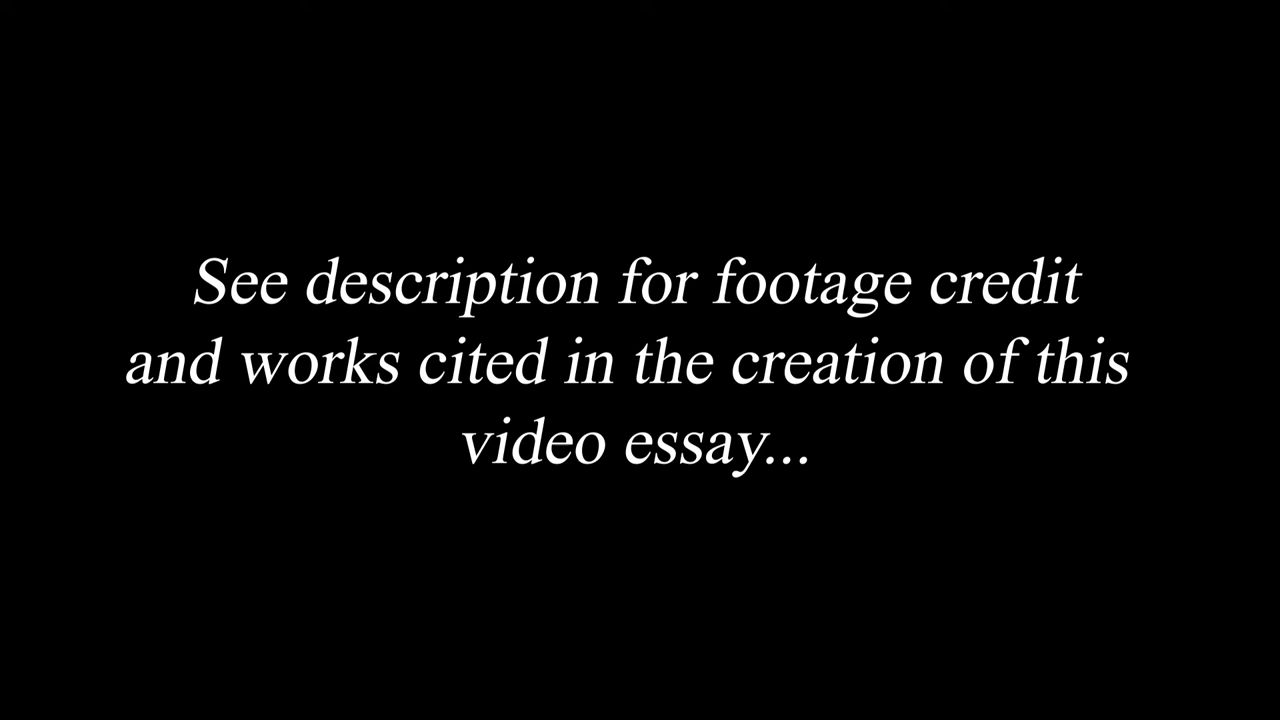 See description for footage credit
and works cited in the creation of this
video essay...